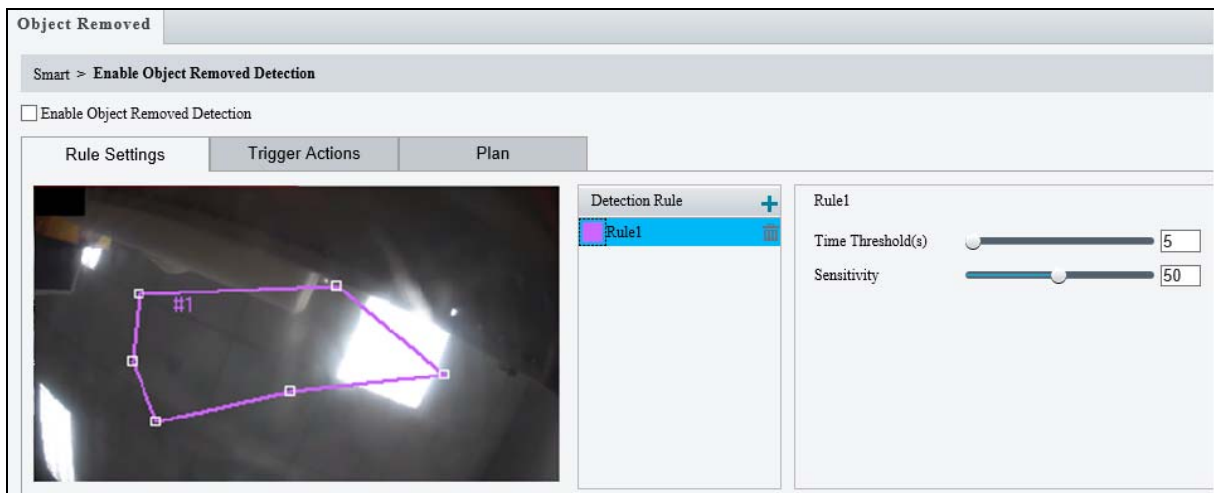 Object Removed
Smart > Enable Object Removed Detection
Enable Object Removed Detection
Rule Settings Trigger Actions Plan
#1
Detection Rule +
Rule1
Rule1
Time Threshold(s) 5
Sensitivity 50